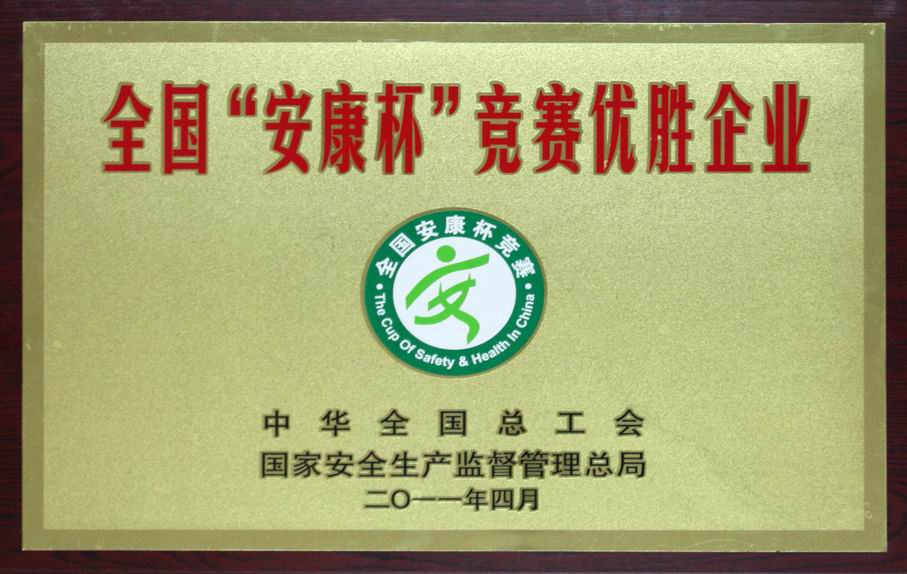 全国“安康杯”竞赛优胜企业
全国安康杯竞赛
The Cup Of Safety & Health In China
中华全国总工会
国家安全生产监督管理总局
二〇一一年四月